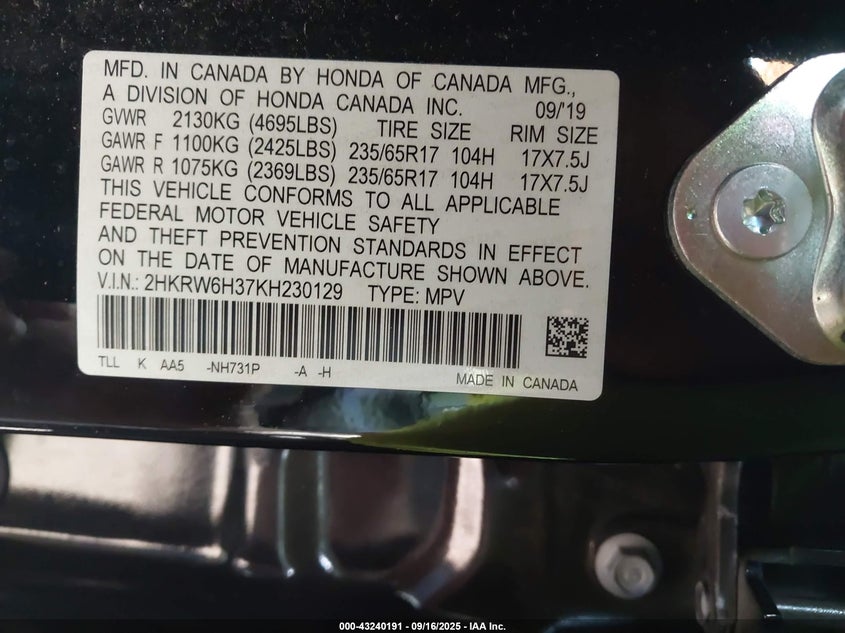 MFD. IN CANADA BY HONDA OF CANADA MFG.,
A DIVISION OF HONDA CANADA INC. 09/'19
GVWR 2130KG (4695LBS) TIRE SIZE RIM SIZE
GAWR F 1100KG (2425LBS) 235/65R17 104H 17X7.5J
GAWR R 1075KG (2369LBS) 235/65R17 104H 17X7.5J
THIS VEHICLE CONFORMS TO ALL APPLICABLE
FEDERAL MOTOR VEHICLE SAFETY
AND THEFT PREVENTION STANDARDS IN EFFECT
ON THE DATE OF MANUFACTURE SHOWN ABOVE.
V.I.N.: 2HKRW6H37KH230129 TYPE: MPV
TLL K AA5 -NH731P -A -H
MADE IN CANADA
000-43240191 - 09/16/2025 - IAA Inc.